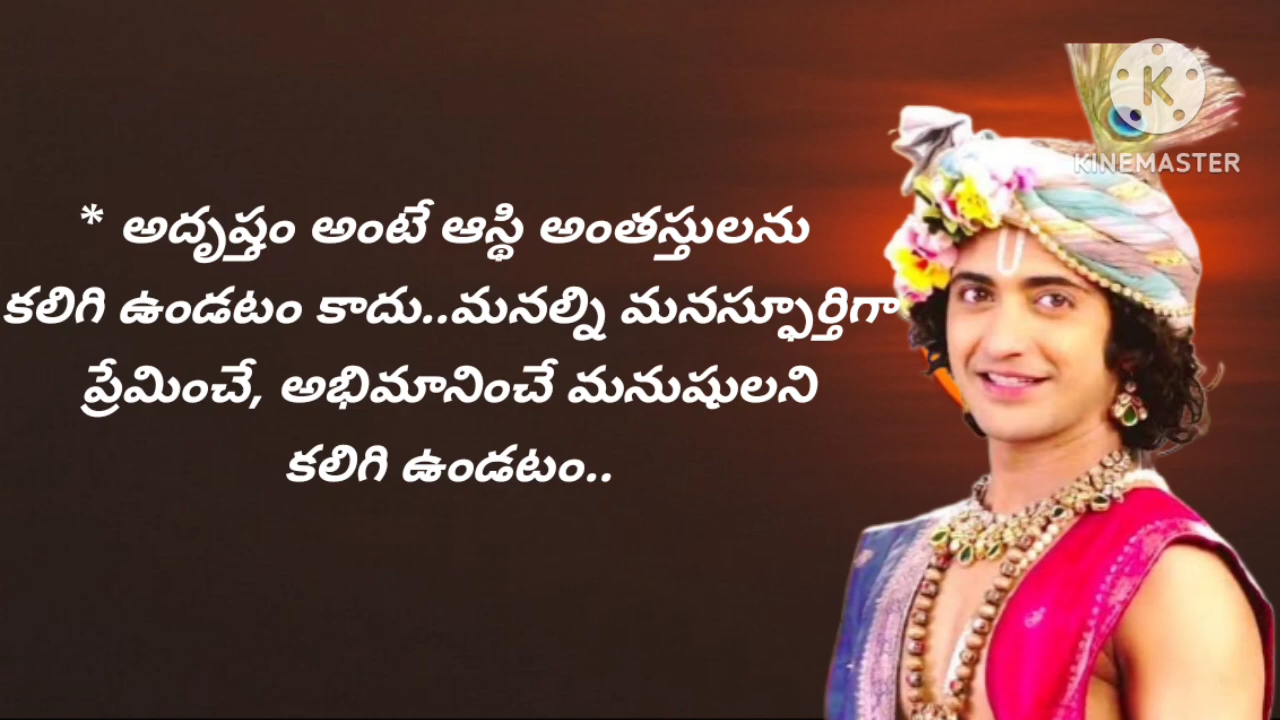 * అదృష్తం అంటే ఆస్థి అంతస్తులను
కలిగి ఉండటం కాదు..మనల్ని మనస్ఫూర్తిగా
ప్రేమించే, అభిమానించే మనుషులని
కలిగి ఉండటం..
K
KINEMASTER